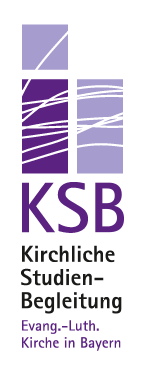 KSB
Kirchliche
Studien-
Begleitung
Evang.-Luth.
Kirche in Bayern